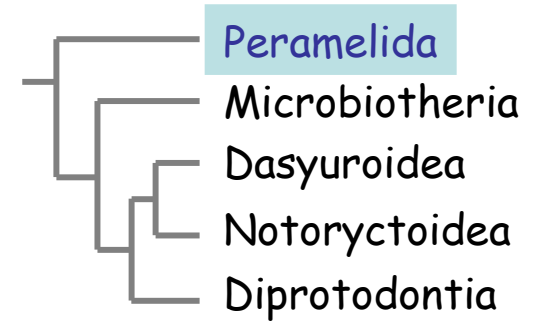 Peramelida
Microbiotheria
Dasyuroidea
Notoryctoidea
Diprotodontia